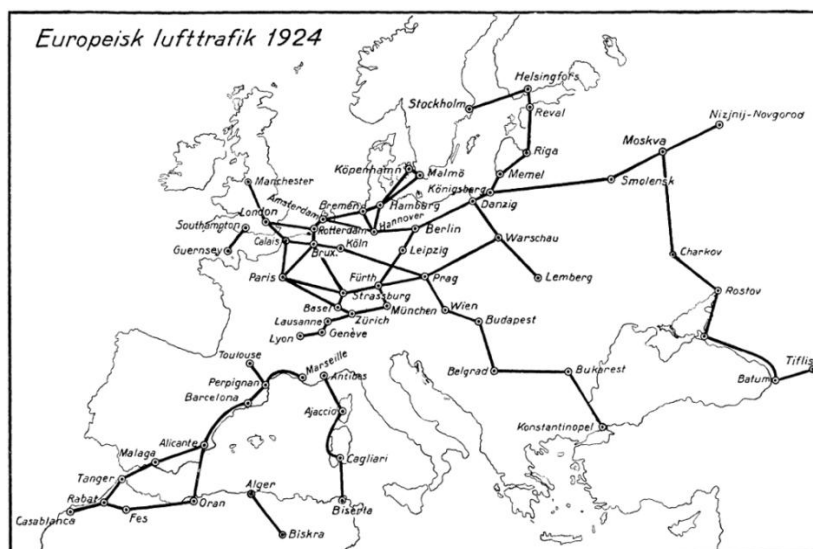 Europeisk lufttrafik 1924
Helsingfors
Stockholm
Reval
Nizjnij-Novgorod
Moskva
Riga
Köpenhamn
Malmö
Memel
Manchester
Königsberg
Smolensk
Amsterdam
Bremen
Hamburg
Danzig
London
Hannover
Southampton
Rotterdam
Berlin
Calais
Warschau
Guernsey
Brux.
Köln
Leipzig
Charkov
Paris
Fürth
Prag
Lemberg
Strassburg
Rostov
Basel
München
Wien
Lausanne
Zürich
Budapest
Lyon
Genève
Toulouse
Marseille
Antibes
Tiflis
Perpignan
Belgrad
Bukarest
Batum
Barcelona
Ajaccio
Konstantinopel
Alicante
Malaga
Cagliari
Tanger
Alger
Rabat
Oran
Biserta
Casablanca
Fes
Biskra